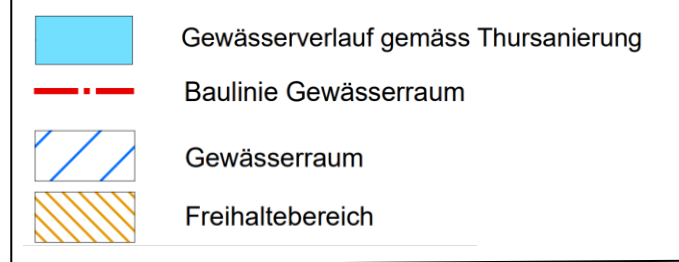 Gewässerverlauf gemäss Thursanierung
Baulinie Gewässerraum
Gewässerraum
Freihaltebereich